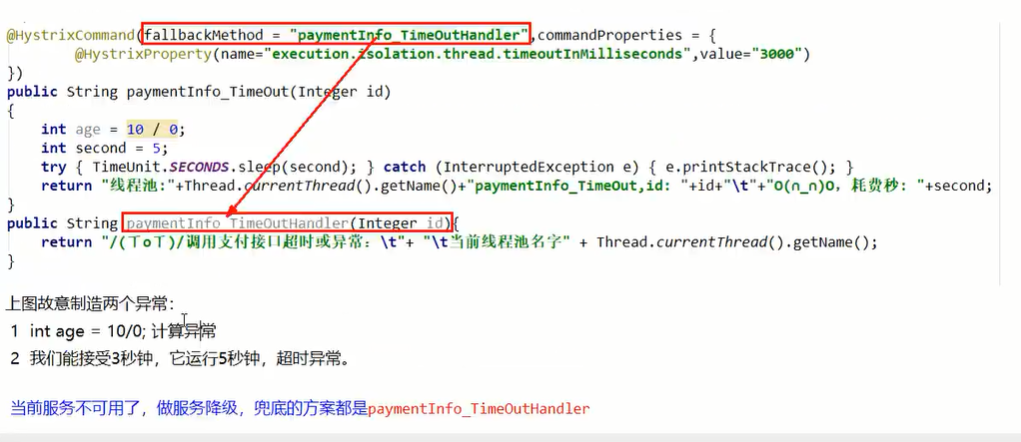 @HystrixCommand(fallbackMethod = "paymentInfo_TimeOutHandler",commandProperties = {
@HystrixProperty(name="execution.isolation.thread.timeoutInMilliseconds",value="3000")
})
public String paymentInfo_TimeOut(Integer id)
{
int age = 10 / 0;
int second = 5;
try { TimeUnit.SECONDS.sleep(second); } catch (InterruptedException e) { e.printStackTrace(); }
return "线程池:"+Thread.currentThread().getName()+"paymentInfo_TimeOut,id: "+id+"\t"+"O(∩_∩)O，耗费秒: "+second;
}
public String paymentInfo_TimeOutHandler(Integer id){
return "/(ㄒoㄒ)/调用支付接口超时或异常：\t"+ "\t当前线程池名字" + Thread.currentThread().getName();
}
上图故意制造两个异常：
1 int age = 10/0; 计算异常
2 我们能接受3秒钟，它运行5秒钟，超时异常。
当前服务不可用了，做服务降级，兜底的方案都是paymentInfo_TimeOutHandler